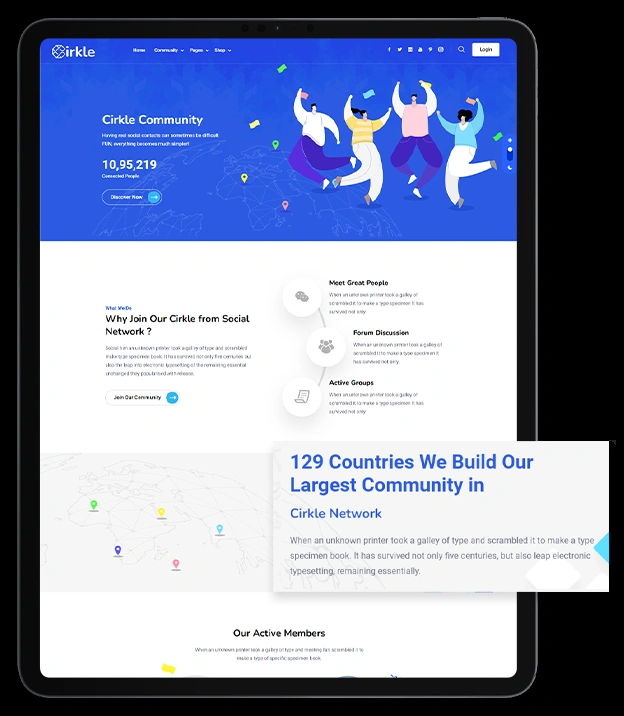 Cirkle
Home Community Pages Shop Login
Cirkle Community
Having real social contacts can sometimes be difficult
FUN, everything becomes much simpler!
10,95,219
Connected People
Discover Now
What We Do
Why Join Our Cirkle from Social
Network ?
Social from an unknown printer took a galley of type and scrambled
make type specimen book. It has survived not only five centuries but
also the leap into electronic typesetting of the remaining essential
unchanged they popularised with release.
Join Our Community
Meet Great People
When an unknown printer took a galley of
scrambled it to make a type specimen it has
survived not only
Forum Discussion
When an unknown printer took a galley of
scrambled it to make a type specimen it
survived not only
Active Groups
When an unknown printer took a galley of
scrambled it to make a type specimen it has
survived not only
129 Countries We Build Our
Largest Community in
Cirkle Network
When an unknown printer took a galley of type and scrambled it to make a type
specimen book. It has survived not only five centuries, but also leap electronic
typesetting, remaining essentially.
Our Active Members
When an unknown printer took a galley of type and meeting fari scrambled it to
make a type of specific specimen book.